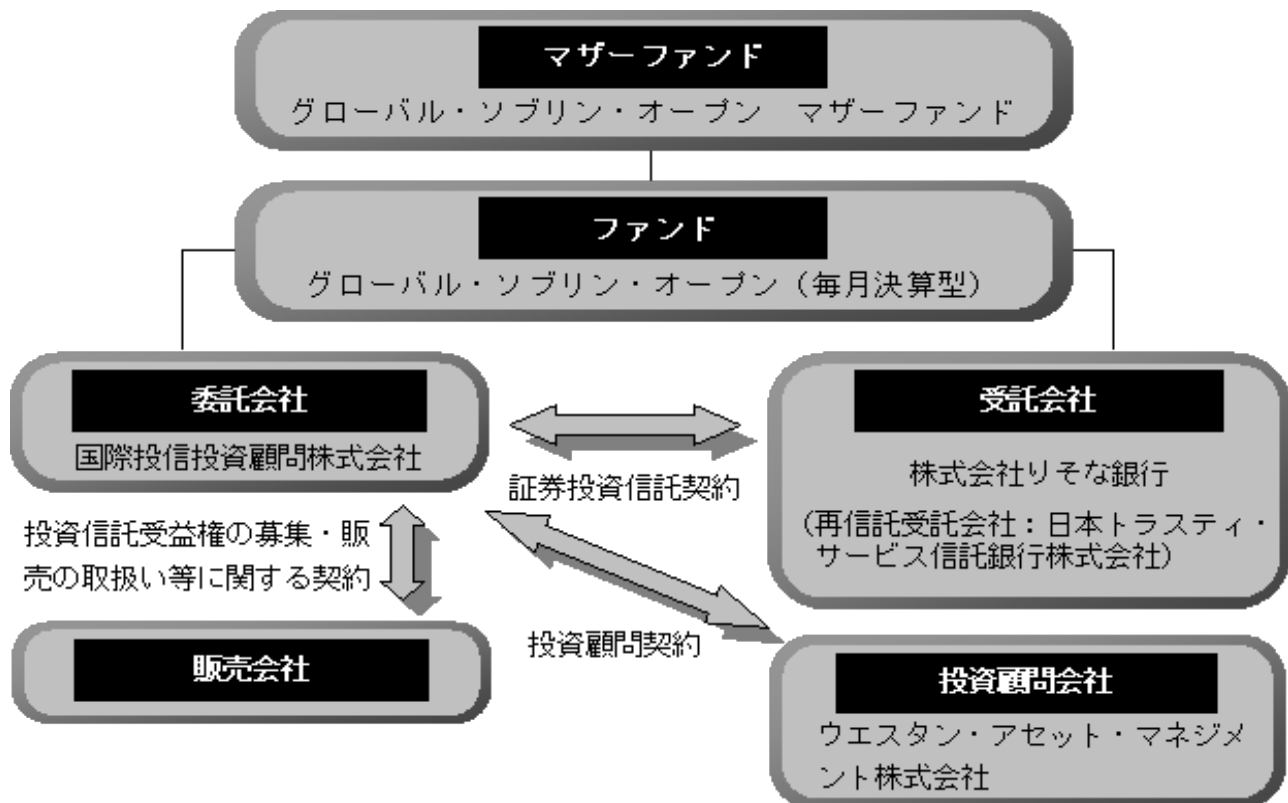 マザーファンド
グローバル・ソブリン・オープン　マザーファンド
ファンド
グローバル・ソブリン・オープン（毎月決算型）
委託会社
国際投信投資顧問株式会社
受託会社
株式会社りそな銀行
（再信託受託会社：日本トラスティ・
サービス信託銀行株式会社）
証券投資信託契約
投資信託受益権の募集・販
売の取扱い等に関する契約
投資顧問契約
販売会社
投資顧問会社
ウエスタン・アセット・マネジメ
ント株式会社